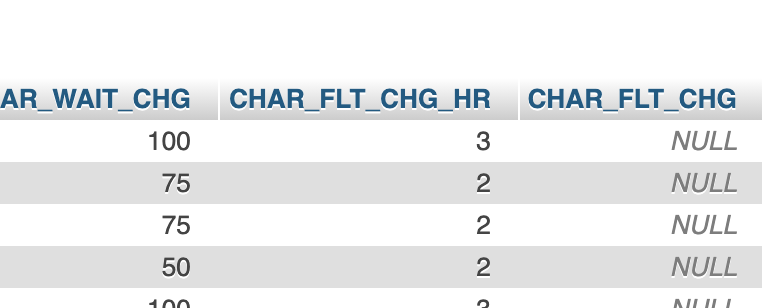 AR_WAIT_CHG CHAR_FLT_CHG_HR CHAR_FLT_CHG
100 3 NULL
75 2 NULL
75 2 NULL
50 2 NULL